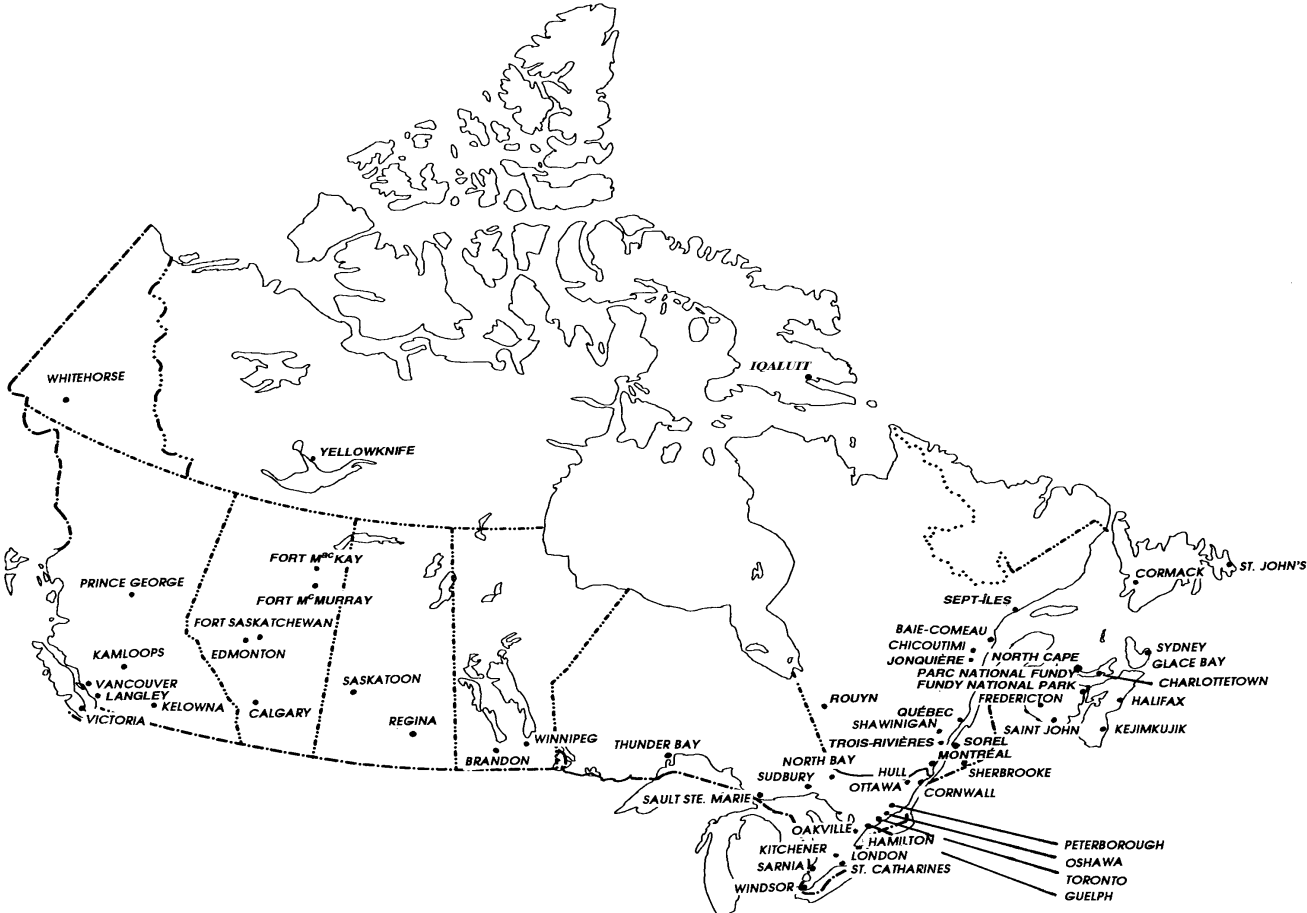 IQALUIT
WHITEHORSE
YELLOWKNIFE
FORT MacKAY
PRINCE GEORGE
FORT McMURRAY
FORT SASKATCHEWAN
EDMONTON
KAMLOOPS
VANCOUVER
LANGLEY
KELOWNA
VICTORIA
CALGARY
SASKATOON
REGINA
WINNIPEG
BRANDON
THUNDER BAY
ST. JOHN'S
CORMACK
SEPT-ÎLES
BAIE-COMEAU
CHICOUTIMI
JONQUIÈRE
NORTH CAPE
SYDNEY
GLACE BAY
PARC NATIONAL FUNDY
FUNDY NATIONAL PARK
CHARLOTTETOWN
FREDERICTON
HALIFAX
ROUYN
QUÉBEC
SHAWINIGAN
SAINT JOHN
KEJIMKUJIK
TROIS-RIVIÈRES
SOREL
MONTRÉAL
NORTH BAY
HULL
SHERBROOKE
SUDBURY
OTTAWA
CORNWALL
SAULT STE. MARIE
OAKVILLE
HAMILTON
PETERBOROUGH
KITCHENER
LONDON
OSHAWA
SARNIA
ST. CATHARINES
TORONTO
WINDSOR
GUELPH